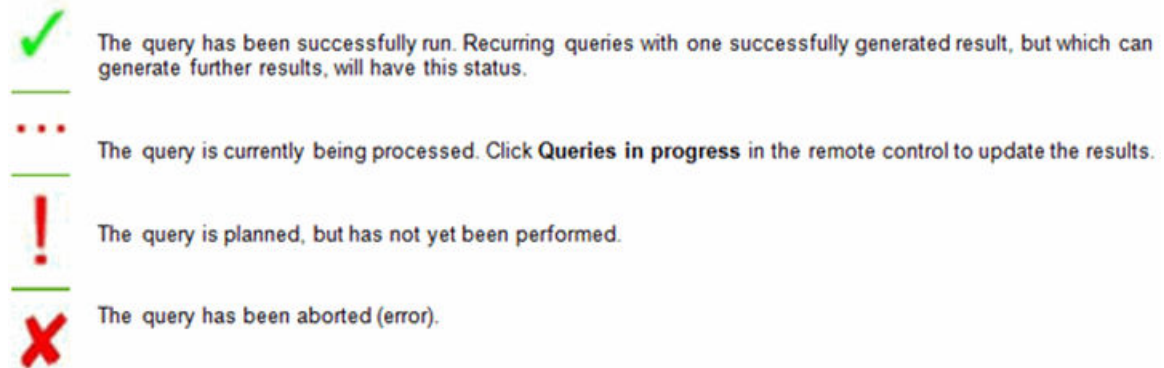 The query has been successfully run. Recurring queries with one successfully generated result, but which can
generate further results, will have this status.
The query is currently being processed. Click Queries in progress in the remote control to update the results.
The query is planned, but has not yet been performed.
The query has been aborted (error).